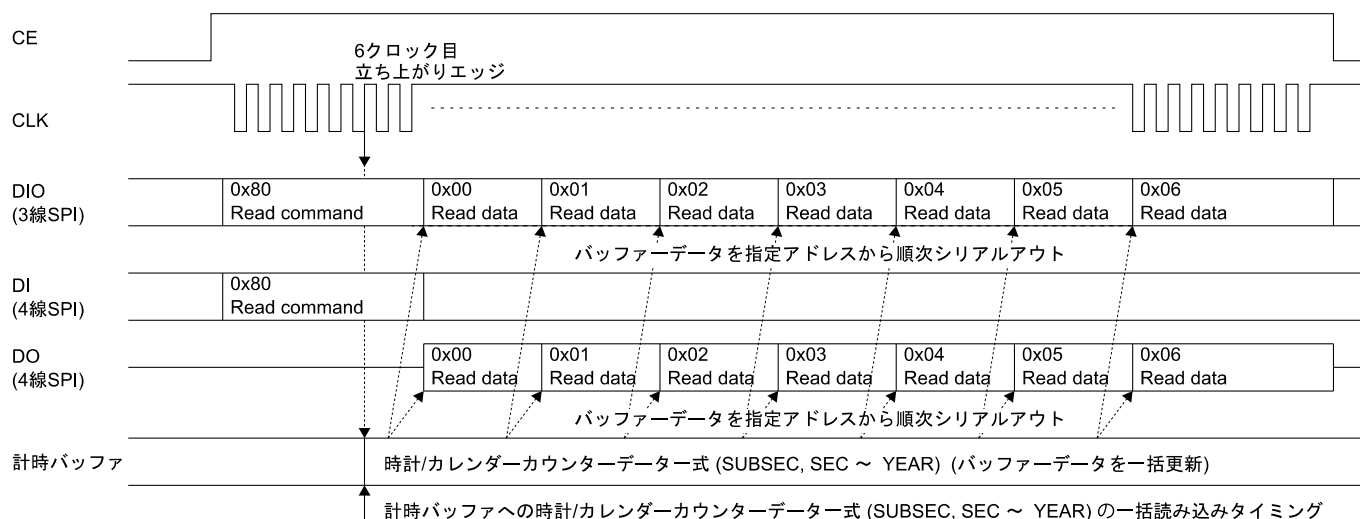 CE
6クロック目
立ち上がりエッジ
CLK
DIO
(3線SPI)
0x80
Read command
0x00
Read data
0x01
Read data
0x02
Read data
0x03
Read data
0x04
Read data
0x05
Read data
0x06
Read data
バッファーデータを指定アドレスから順次シリアルアウト
DI
(4線SPI)
0x80
Read command
DO
(4線SPI)
0x00
Read data
0x01
Read data
0x02
Read data
0x03
Read data
0x04
Read data
0x05
Read data
0x06
Read data
バッファーデータを指定アドレスから順次シリアルアウト
計時バッファ
時計/カレンダーカウンターデータ一式 (SUBSEC, SEC ～ YEAR) (バッファーデータを一括更新)
計時バッファへの時計/カレンダーカウンターデータ一式 (SUBSEC, SEC ～ YEAR) の一括読み込みタイミング